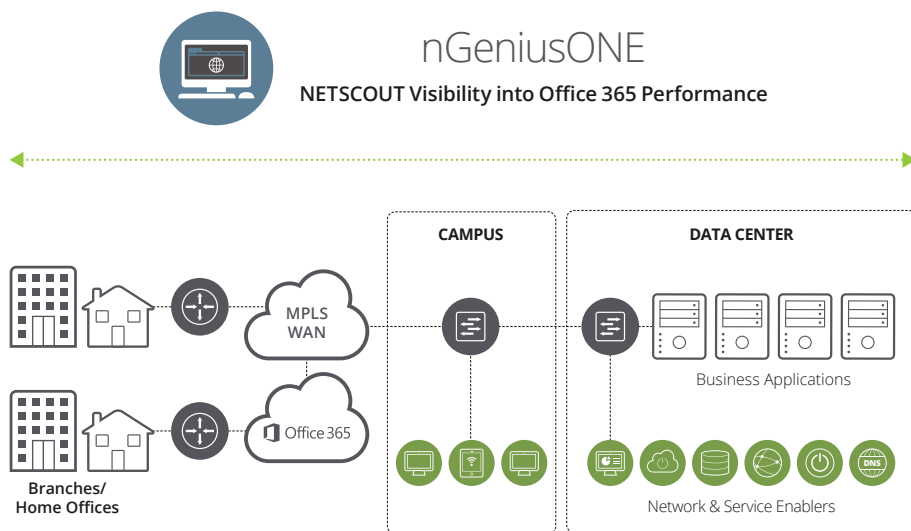 nGeniusONE
NETSCOUT Visibility into Office 365 Performance
CAMPUS
DATA CENTER
MPLS
WAN
Business Applications
Office 365
DNS
Branches/
Home Offices
Network & Service Enablers